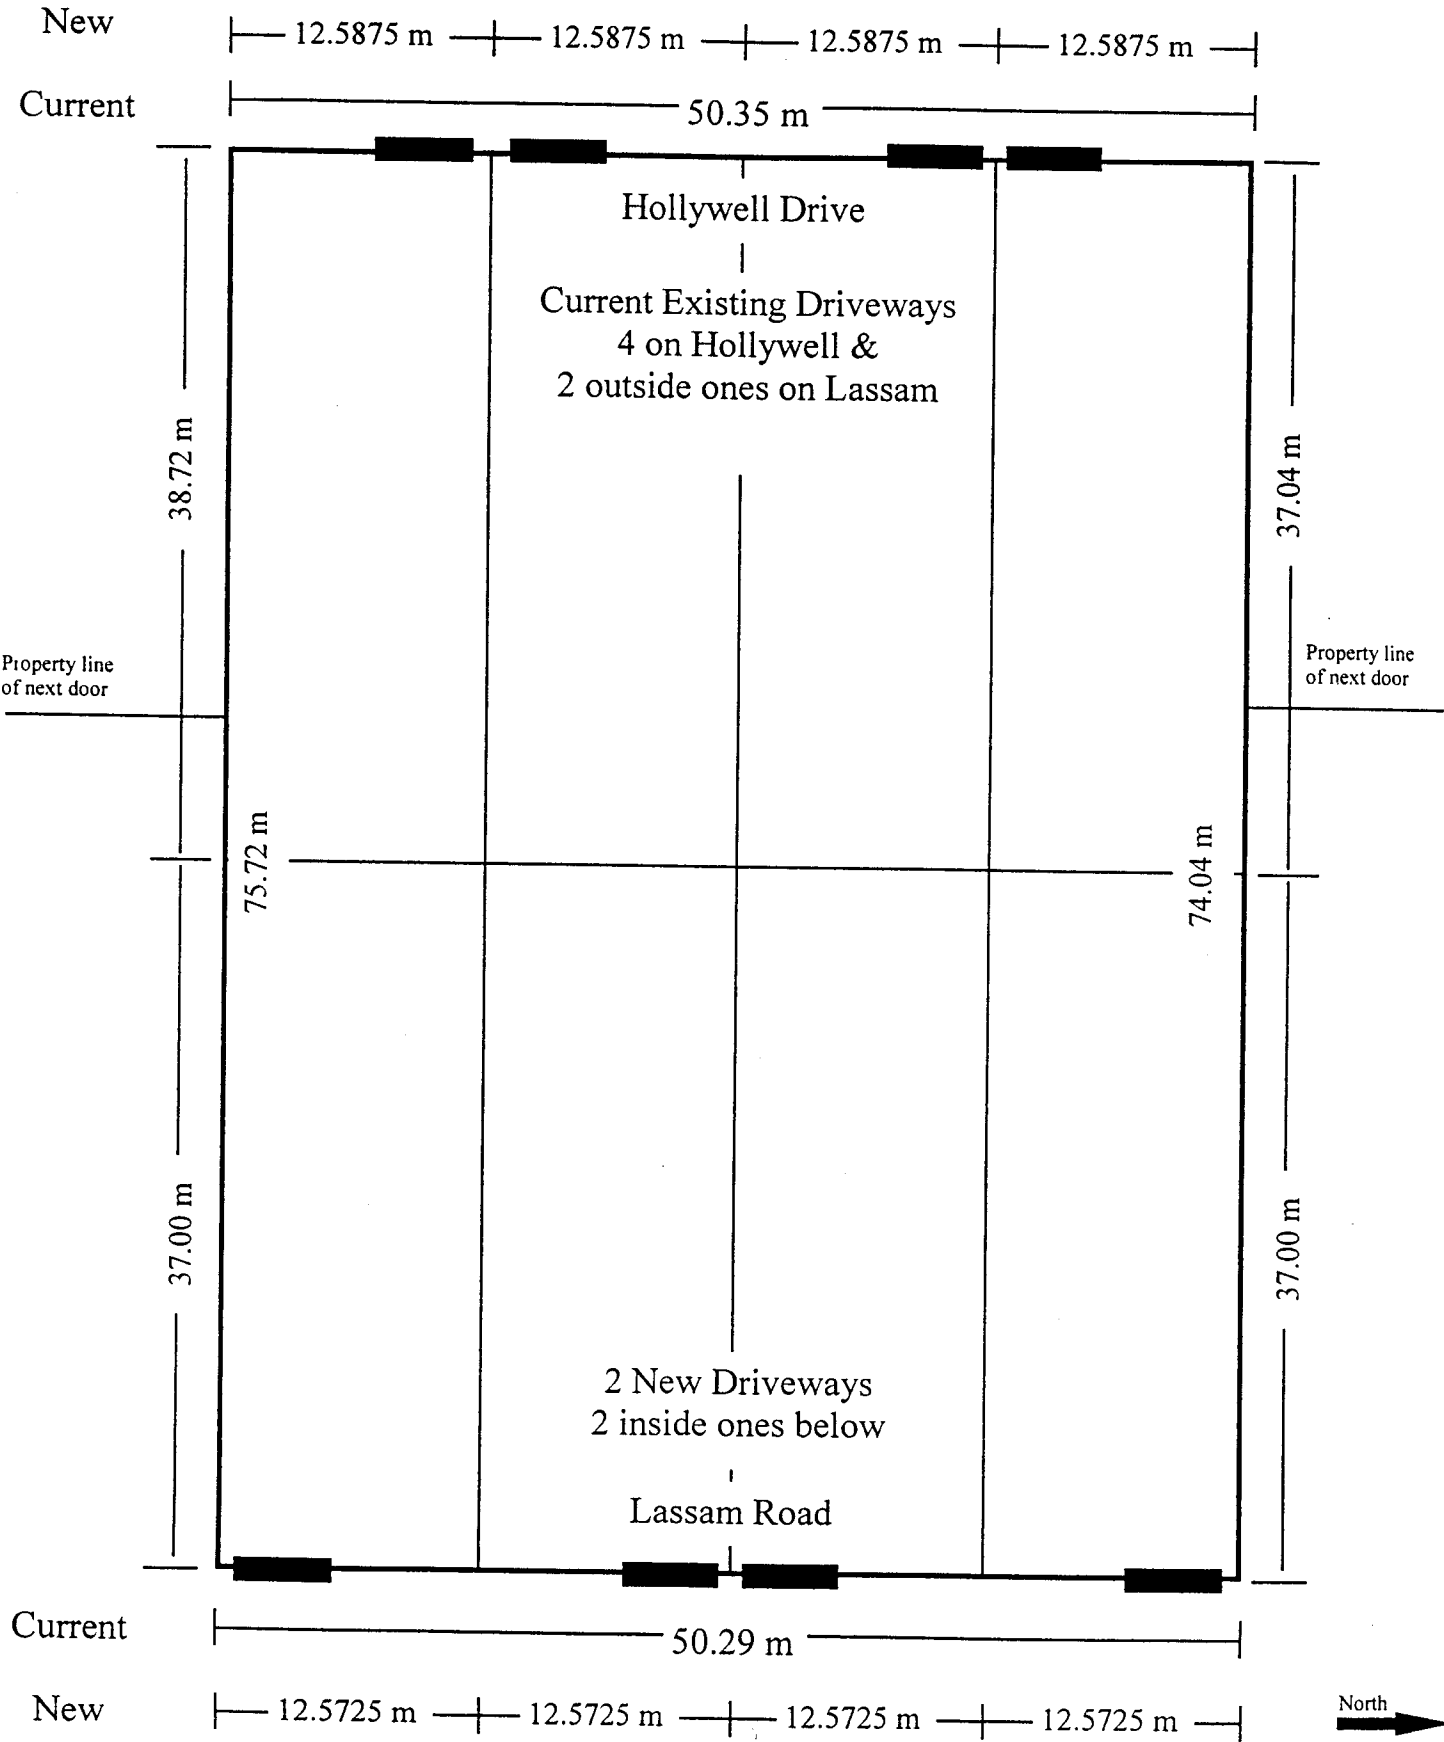 New
12.5875 m 12.5875 m 12.5875 m 12.5875 m
Current
50.35 m
Hollywell Drive
Current Existing Driveways
4 on Hollywell &
2 outside ones on Lassam
38.72 m
37.04 m
Property line
of next door
Property line
of next door
75.72 m
74.04 m
37.00 m
37.00 m
2 New Driveways
2 inside ones below
Lassam Road
Current
50.29 m
New
12.5725 m 12.5725 m 12.5725 m 12.5725 m
North